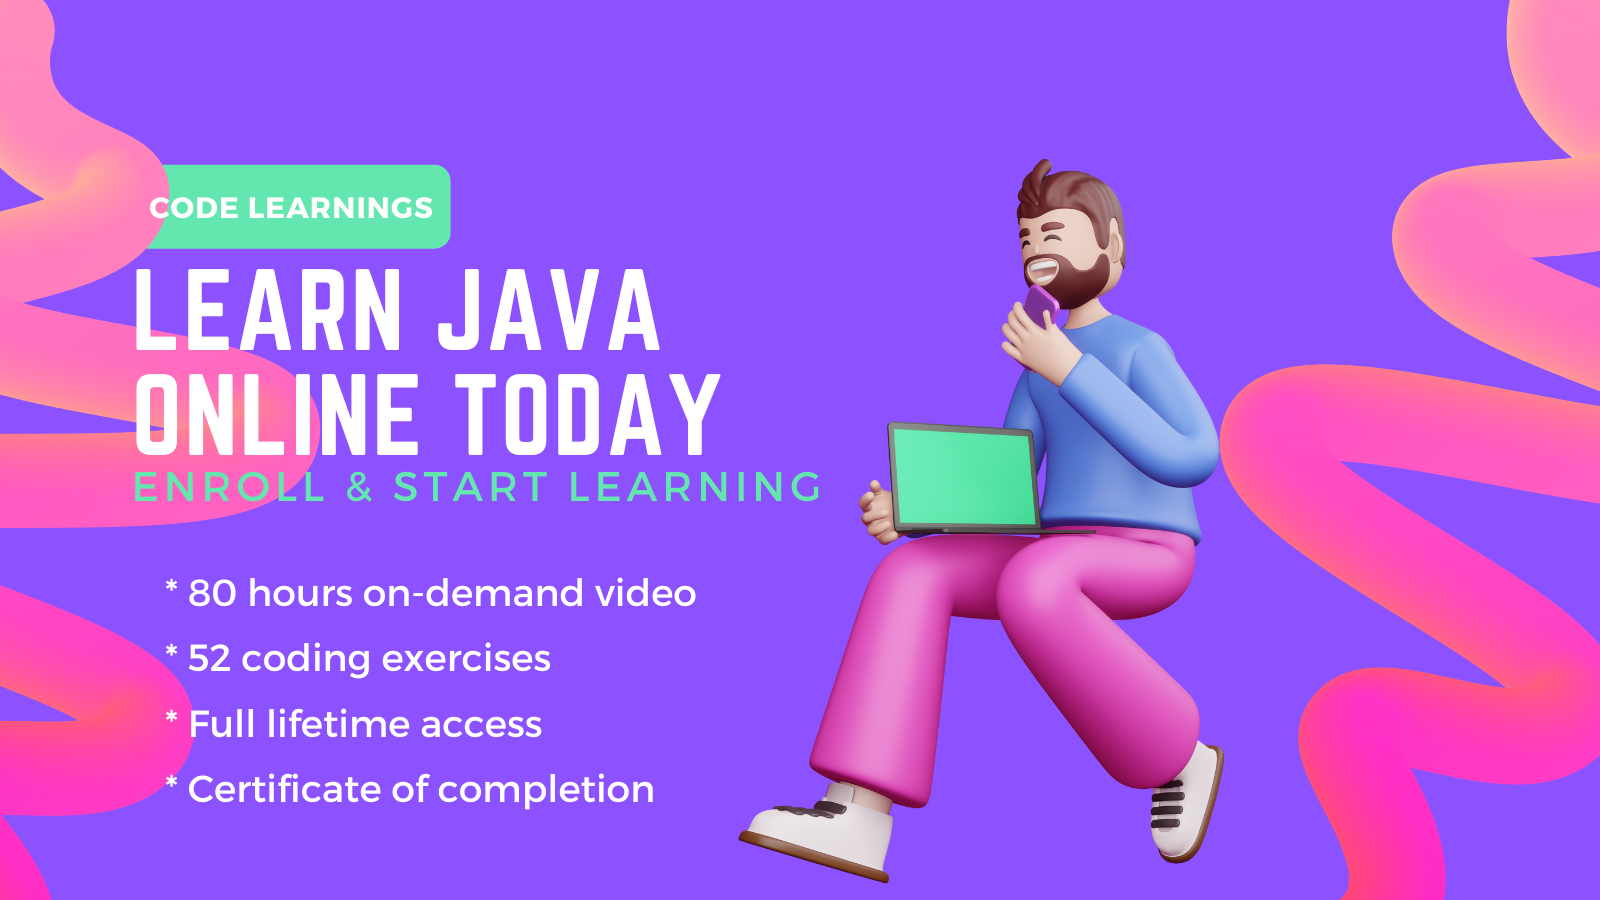 CODE LEARNINGS
LEARN JAVA
ONLINE TODAY
ENROLL & START LEARNING
* 80 hours on-demand video
* 52 coding exercises
* Full lifetime access
* Certificate of completion